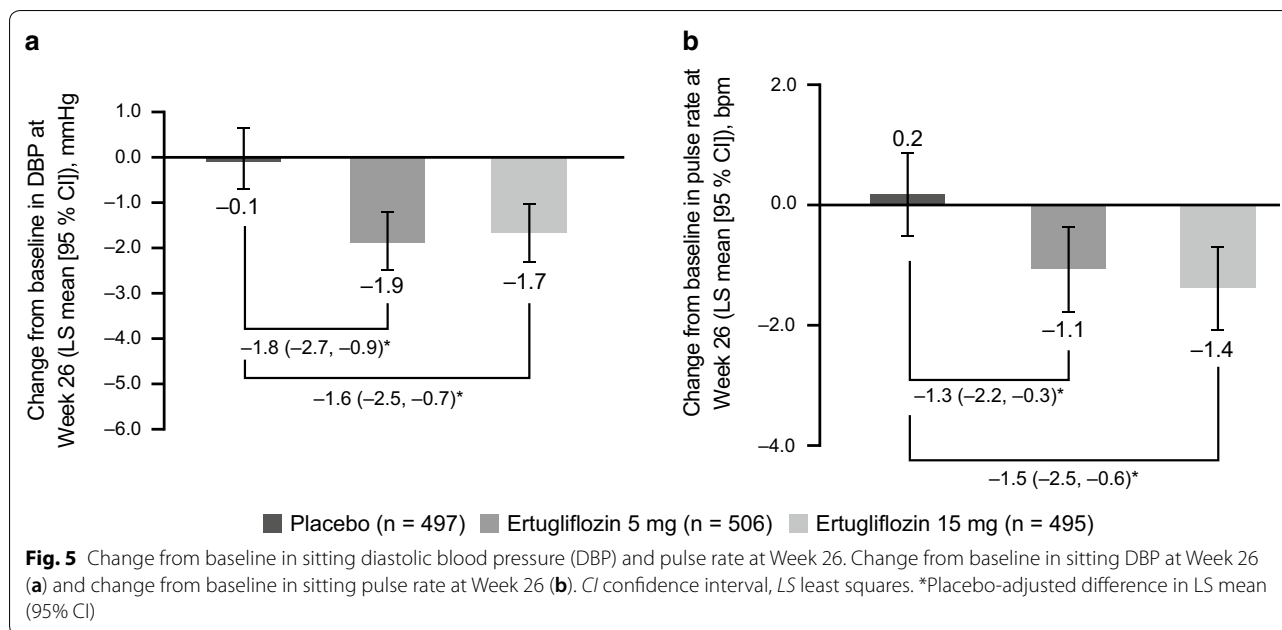 a
Change from baseline in DBP at
Week 26 (LS mean [95 % CI]), mmHg
1.0
0.0
–1.0
–2.0
–3.0
–4.0
–5.0
–6.0
–0.1
–1.9
–1.7
–1.8 (–2.7, –0.9)*
–1.6 (–2.5, –0.7)*
b
Change from baseline in pulse rate at
Week 26 (LS mean [95 % CI]), bpm
2.0
0.0
–2.0
–4.0
0.2
–1.1
–1.4
–1.3 (–2.2, –0.3)*
–1.5 (–2.5, –0.6)*
Placebo (n = 497) Ertugliflozin 5 mg (n = 506) Ertugliflozin 15 mg (n = 495)
Fig. 5 Change from baseline in sitting diastolic blood pressure (DBP) and pulse rate at Week 26. Change from baseline in sitting DBP at Week 26
(a) and change from baseline in sitting pulse rate at Week 26 (b). CI confidence interval, LS least squares. *Placebo-adjusted difference in LS mean
(95% CI)